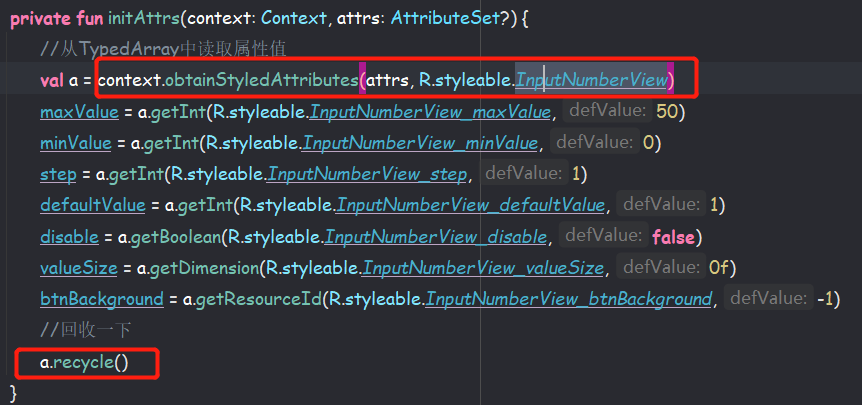 private fun initAttrs(context: Context, attrs: AttributeSet?) {
//从TypedArray中读取属性值
val a = context.obtainStyledAttributes(attrs, R.styleable.InputNumberView)
maxValue = a.getInt(R.styleable.InputNumberView_maxValue, defValue: 50)
minValue = a.getInt(R.styleable.InputNumberView_minValue, defValue: 0)
step = a.getInt(R.styleable.InputNumberView_step, defValue: 1)
defaultValue = a.getInt(R.styleable.InputNumberView_defaultValue, defValue: 1)
disable = a.getBoolean(R.styleable.InputNumberView_disable, defValue: false)
valueSize = a.getDimension(R.styleable.InputNumberView_valueSize, defValue: 0f)
btnBackground = a.getResourceId(R.styleable.InputNumberView_btnBackground, defValue: -1)
//回收一下
a.recycle()
}